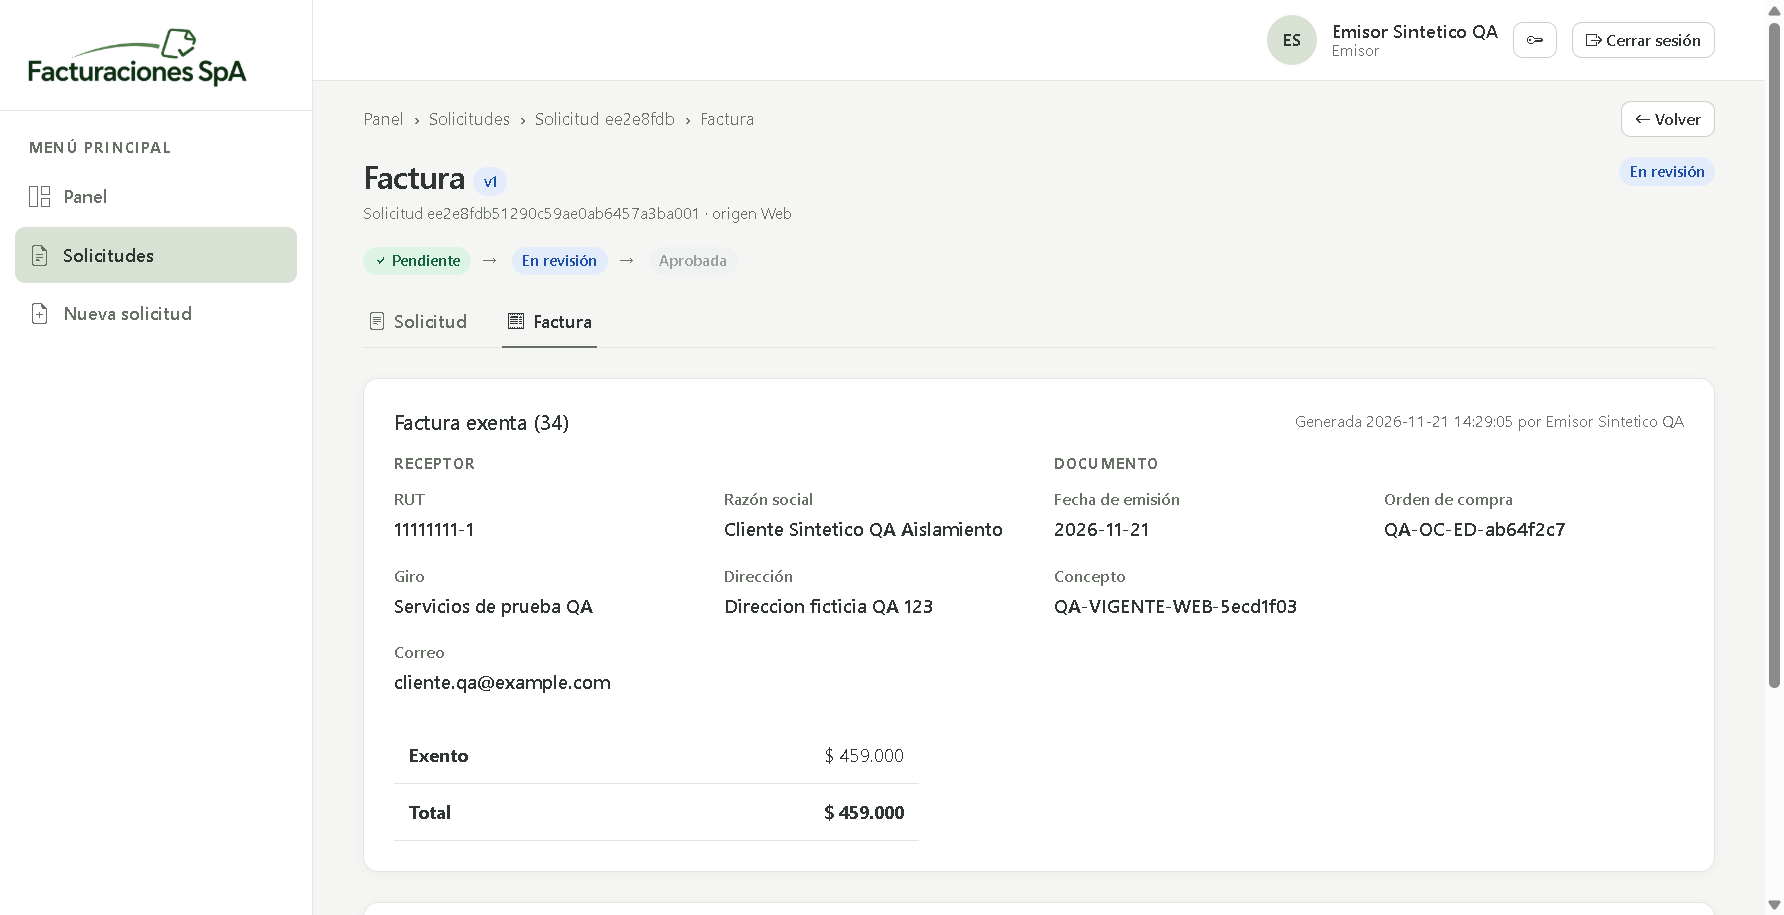 Facturaciones SpA
MENÚ PRINCIPAL
Panel
Solicitudes
Nueva solicitud
ES
Emisor Sintetico QA
Emisor
Cerrar sesión
Panel › Solicitudes › Solicitud ee2e8fdb › Factura
← Volver
Factura v1
En revisión
Solicitud ee2e8fdb51290c59ae0ab6457a3ba001 · origen Web
✓ Pendiente → En revisión → Aprobada
Solicitud Factura
Factura exenta (34)
Generada 2026-11-21 14:29:05 por Emisor Sintetico QA
RECEPTOR
DOCUMENTO
RUT Razón social Fecha de emisión Orden de compra
11111111-1 Cliente Sintetico QA Aislamiento 2026-11-21 QA-OC-ED-ab64f2c7
Giro Dirección Concepto
Servicios de prueba QA Direccion ficticia QA 123 QA-VIGENTE-WEB-5ecd1f03
Correo
cliente.qa@example.com
Exento $ 459.000
Total $ 459.000